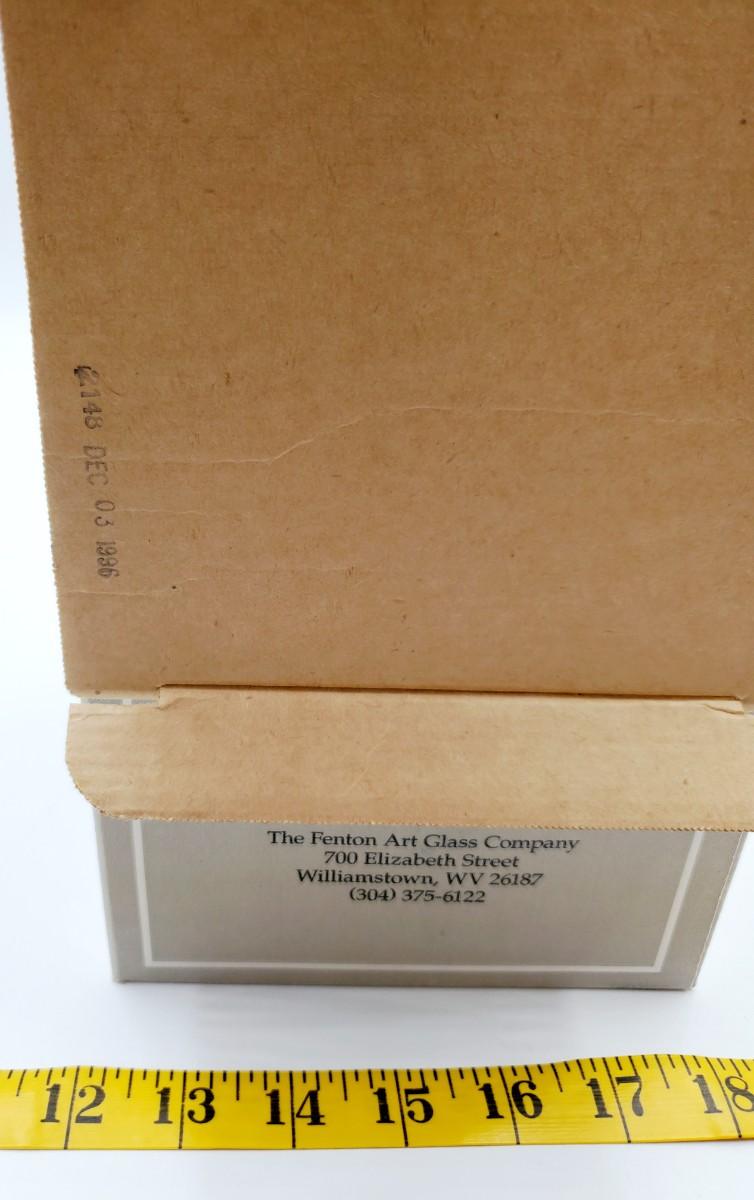 2148 DEC 03 1996
The Fenton Art Glass Company
700 Elizabeth Street
Williamstown, WV 26187
(304) 375-6122
12 13 14 15 16 17 18